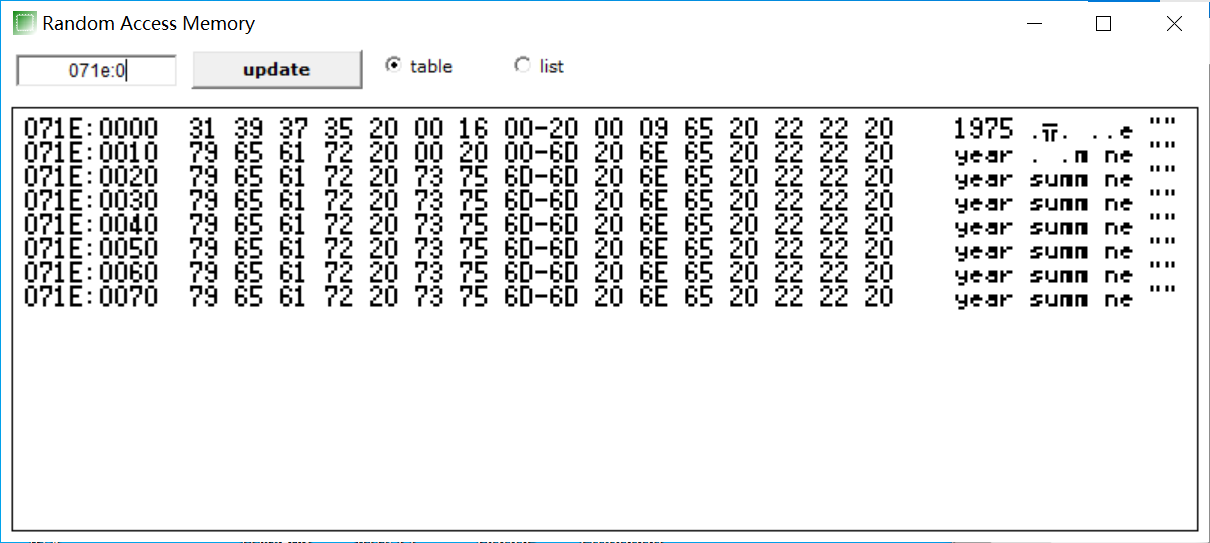 Random Access Memory
071e:0 update table list
071E:0000 31 39 37 35 20 00 16 00-20 00 09 65 20 22 22 20 1975 .╥. ..e ""
071E:0010 79 65 61 72 20 00 20 00-6D 20 6E 65 20 22 22 20 year . .m ne ""
071E:0020 79 65 61 72 20 73 75 6D-6D 20 6E 65 20 22 22 20 year summ ne ""
071E:0030 79 65 61 72 20 73 75 6D-6D 20 6E 65 20 22 22 20 year summ ne ""
071E:0040 79 65 61 72 20 73 75 6D-6D 20 6E 65 20 22 22 20 year summ ne ""
071E:0050 79 65 61 72 20 73 75 6D-6D 20 6E 65 20 22 22 20 year summ ne ""
071E:0060 79 65 61 72 20 73 75 6D-6D 20 6E 65 20 22 22 20 year summ ne ""
071E:0070 79 65 61 72 20 73 75 6D-6D 20 6E 65 20 22 22 20 year summ ne ""